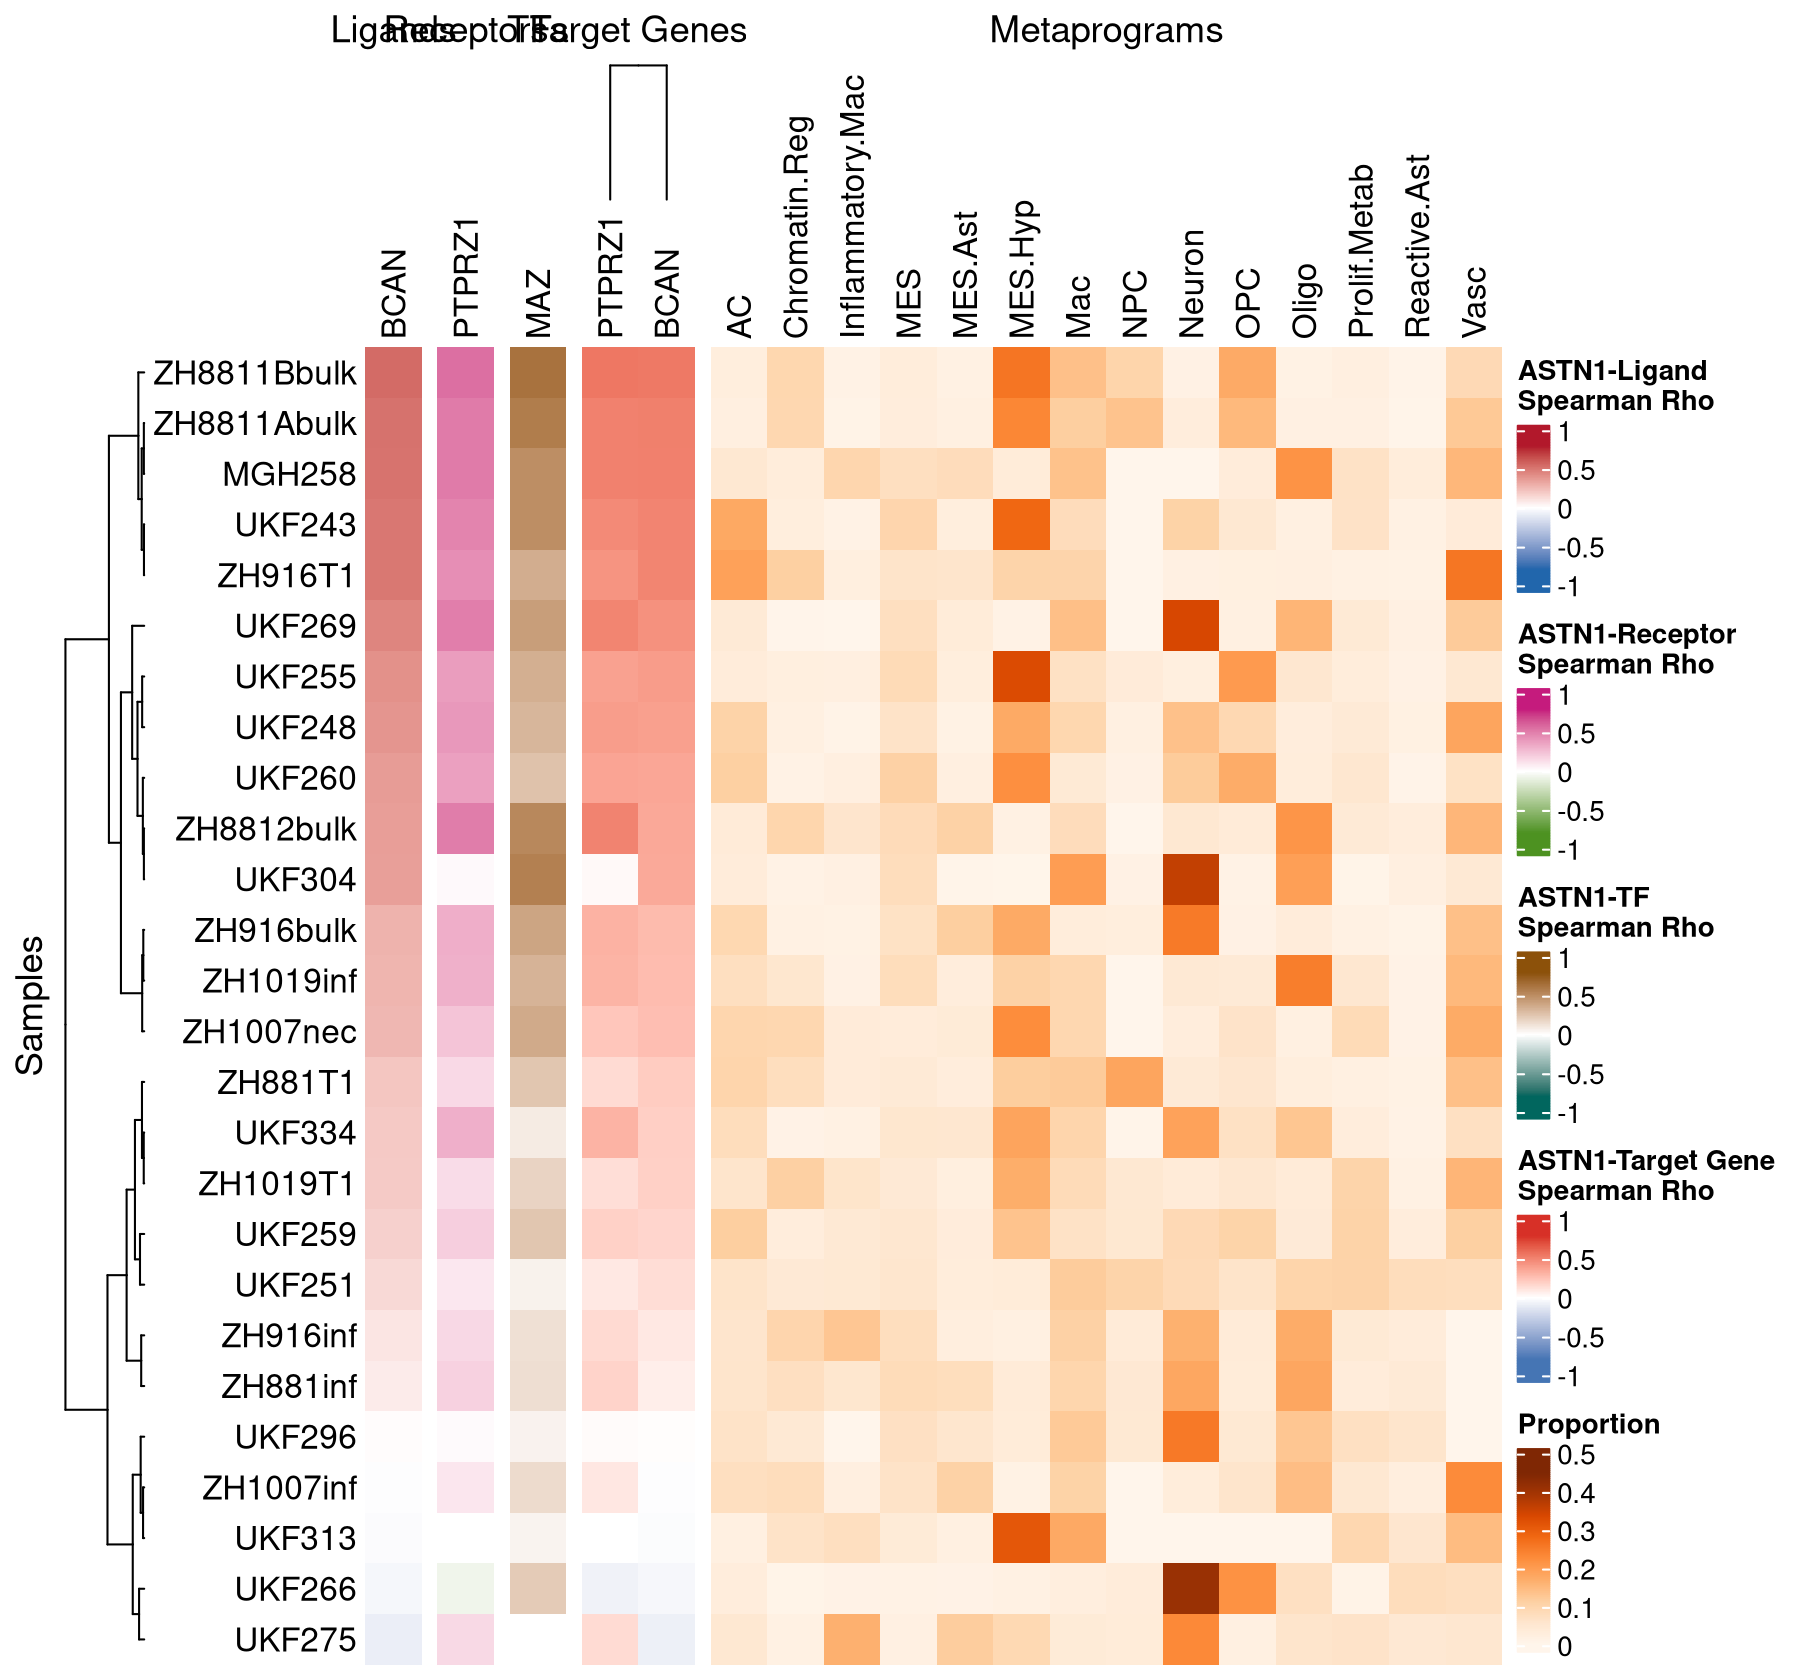 Ligands Receptors TFs Target Genes Metaprograms
BCAN PTPRZ1 MAZ PTPRZ1 BCAN AC Chromatin.Reg Inflammatory.Mac MES MES.Ast MES.Hyp Mac NPC Neuron OPC Oligo Prolif.Metab Reactive.Ast Vasc
Samples
ZH8811Bbulk
ZH8811Abulk
MGH258
UKF243
ZH916T1
UKF269
UKF255
UKF248
UKF260
ZH8812bulk
UKF304
ZH916bulk
ZH1019inf
ZH1007nec
ZH881T1
UKF334
ZH1019T1
UKF259
UKF251
ZH916inf
ZH881inf
UKF296
ZH1007inf
UKF313
UKF266
UKF275
ASTN1-Ligand
Spearman Rho
1
0.5
0
-0.5
-1
ASTN1-Receptor
Spearman Rho
1
0.5
0
-0.5
-1
ASTN1-TF
Spearman Rho
1
0.5
0
-0.5
-1
ASTN1-Target Gene
Spearman Rho
1
0.5
0
-0.5
-1
Proportion
0.5
0.4
0.3
0.2
0.1
0